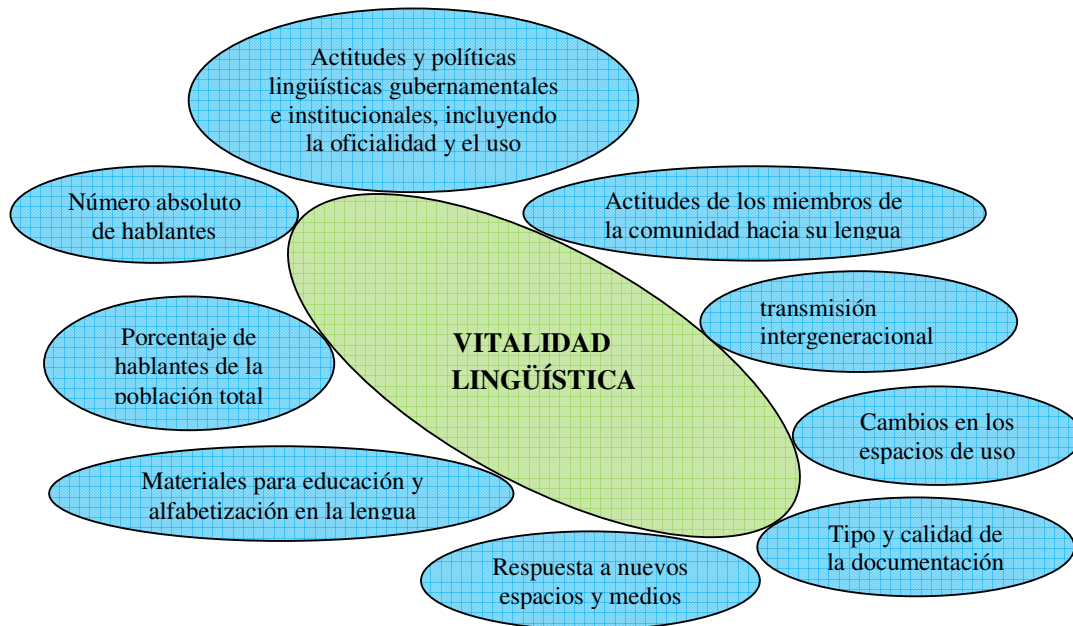 Actitudes y políticas
lingüísticas gubernamentales
e institucionales, incluyendo
la oficialidad y el uso
Número absoluto
de hablantes
Actitudes de los miembros de
la comunidad hacia su lengua
transmisión
intergeneracional
Porcentaje de
hablantes de la
población total
VITALIDAD
LINGÜÍSTICA
Cambios en los
espacios de uso
Materiales para educación y
alfabetización en la lengua
Tipo y calidad de
la documentación
Respuesta a nuevos
espacios y medios